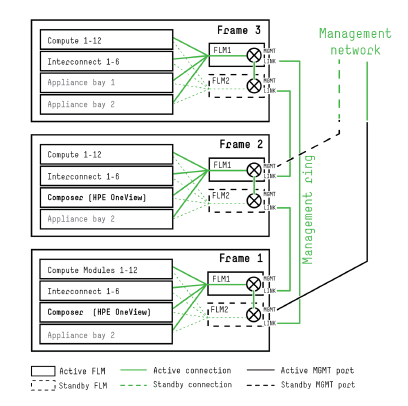 Frame 3
Management
network
Compute 1-12
Interconnect 1-6
Appliance bay 1
Appliance bay 2
FLM1
FLM2
MGMT
LINK
MGMT
LINK
Frame 2
Compute 1-12
Interconnect 1-6
Composer (HPE OneView)
Appliance bay 2
FLM1
FLM2
MGMT
LINK
MGMT
LINK
Management ring
Frame 1
Compute Modules 1-12
Interconnect 1-6
Composer (HPE OneView)
Appliance bay 2
FLM1
FLM2
MGMT
LINK
MGMT
LINK
Active FLM
Active connection
Active MGMT port
Standby FLM
Standby connection
Standby MGMT port